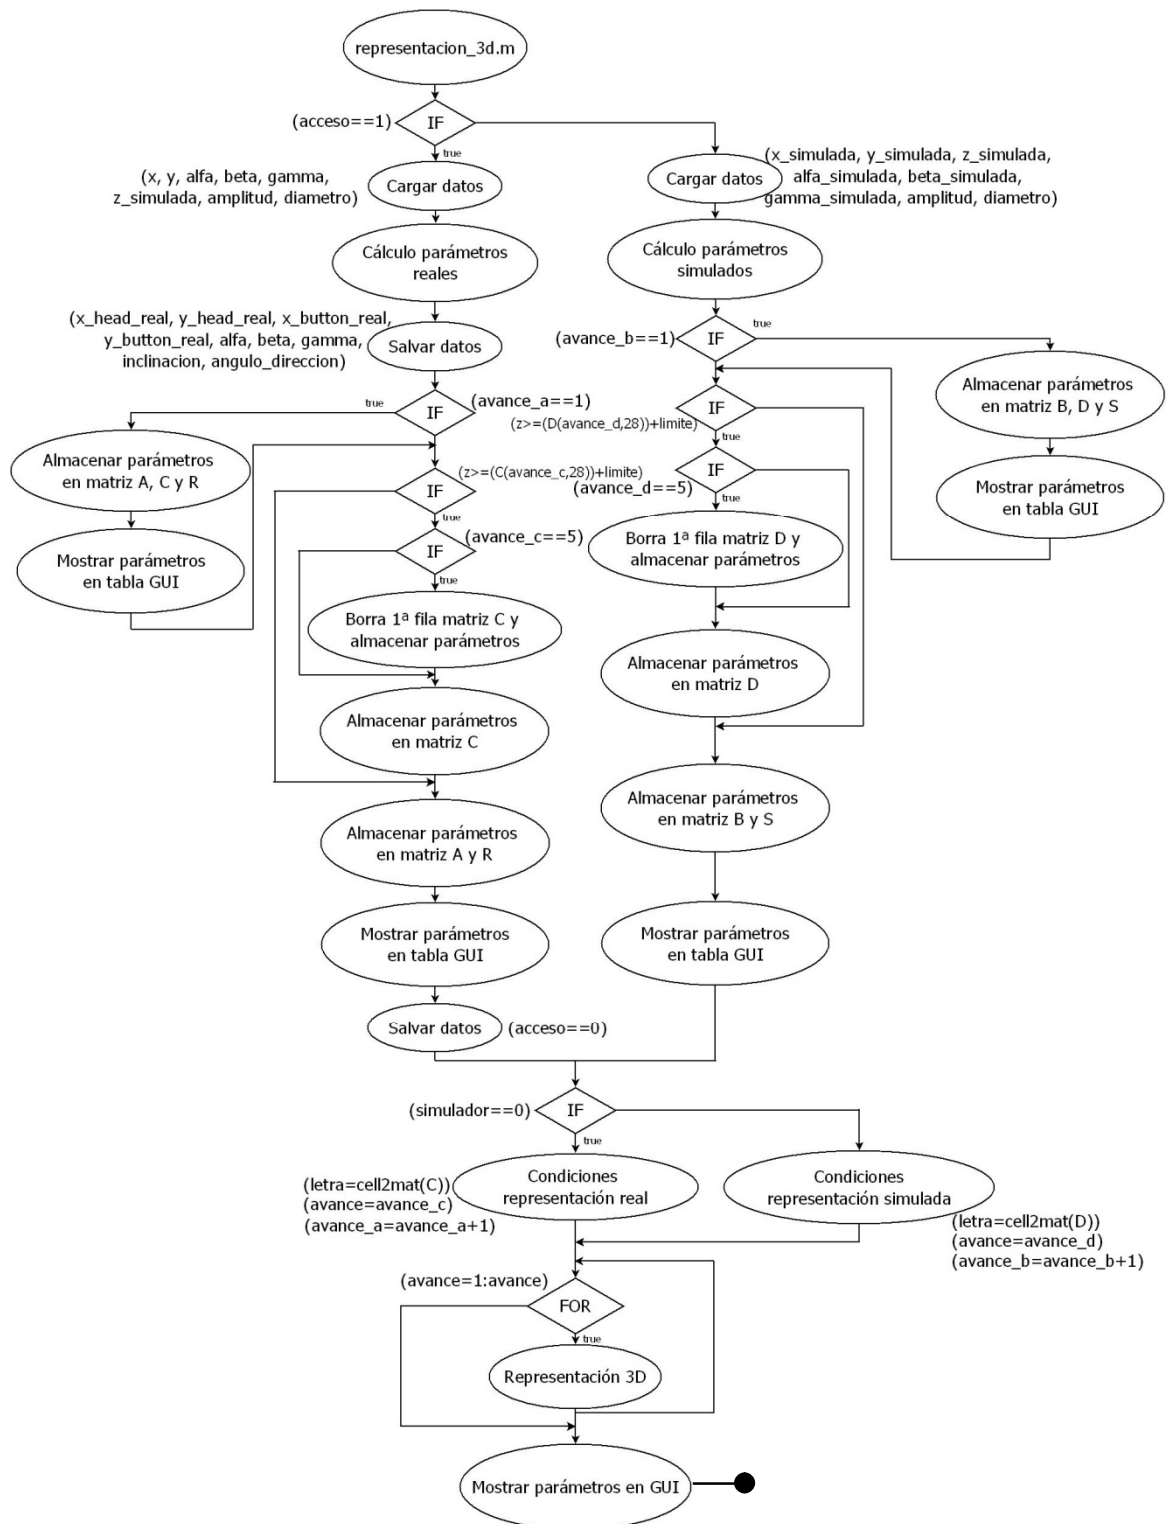 representacion_3d.m
(acceso==1)
IF
true
(x, y, alfa, beta, gamma,
z_simulada, amplitud, diametro)
Cargar datos
Cálculo parámetros
reales
(x_head_real, y_head_real, x_button_real,
y_button_real, alfa, beta, gamma,
inclinacion, angulo_direccion)
Salvar datos
true
IF
(avance_a==1)
Almacenar parámetros
en matriz A, C y R
Mostrar parámetros
en tabla GUI
(z>=(C(avance_c,28))+limite)
IF
true
(avance_c==5)
IF
true
Borra 1ª fila matriz C y
almacenar parámetros
Almacenar parámetros
en matriz C
Almacenar parámetros
en matriz A y R
Mostrar parámetros
en tabla GUI
Salvar datos
(acceso==0)
Cargar datos
(x_simulada, y_simulada, z_simulada,
alfa_simulada, beta_simulada,
gamma_simulada, amplitud, diametro)
Cálculo parámetros
simulados
(avance_b==1)
IF
true
Almacenar parámetros
en matriz B, D y S
Mostrar parámetros
en tabla GUI
IF
(z>=(D(avance_d,28))+limite)
true
IF
(avance_d==5)
true
Borra 1ª fila matriz D y
almacenar parámetros
Almacenar parámetros
en matriz D
Almacenar parámetros
en matriz B y S
Mostrar parámetros
en tabla GUI
(simulador==0)
IF
true
Condiciones
representación real
(letra=cell2mat(C))
(avance=avance_c)
(avance_a=avance_a+1)
Condiciones
representación simulada
(letra=cell2mat(D))
(avance=avance_d)
(avance_b=avance_b+1)
(avance=1:avance)
FOR
true
Representación 3D
Mostrar parámetros en GUI